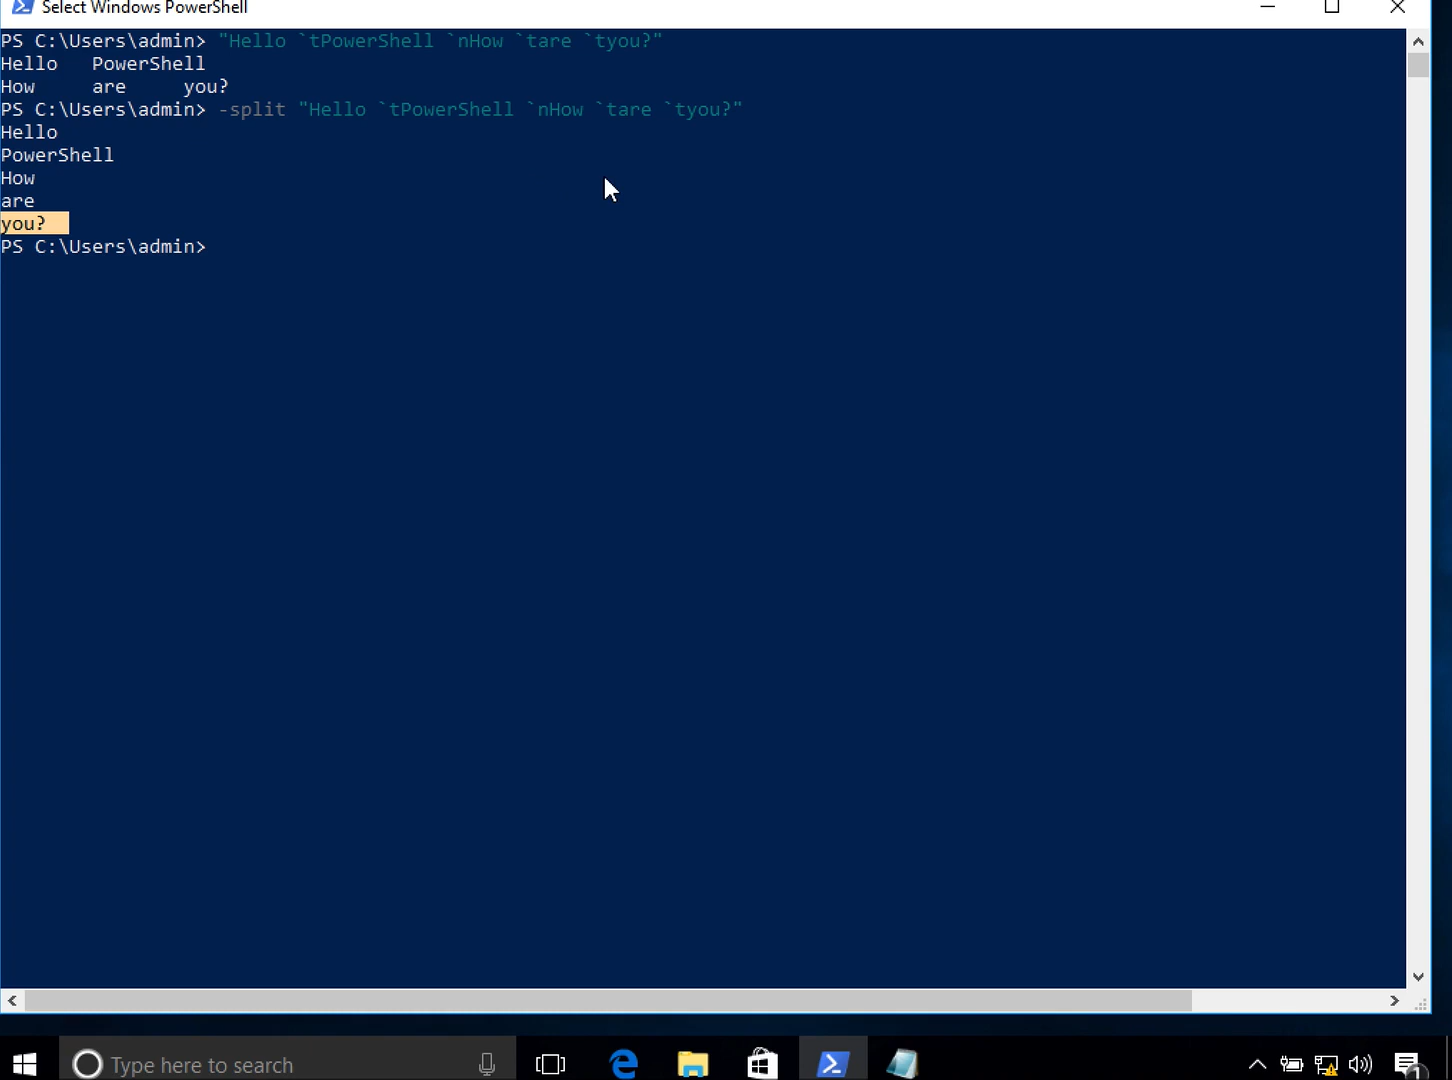 Select Windows PowerShell
PS C:\Users\admin> "Hello `tPowerShell `nHow `tare `tyou?"
Hello   PowerShell
How     are     you?
PS C:\Users\admin> -split "Hello `tPowerShell `nHow `tare `tyou?"
Hello
PowerShell
How
are
you?
PS C:\Users\admin>
Type here to search
1